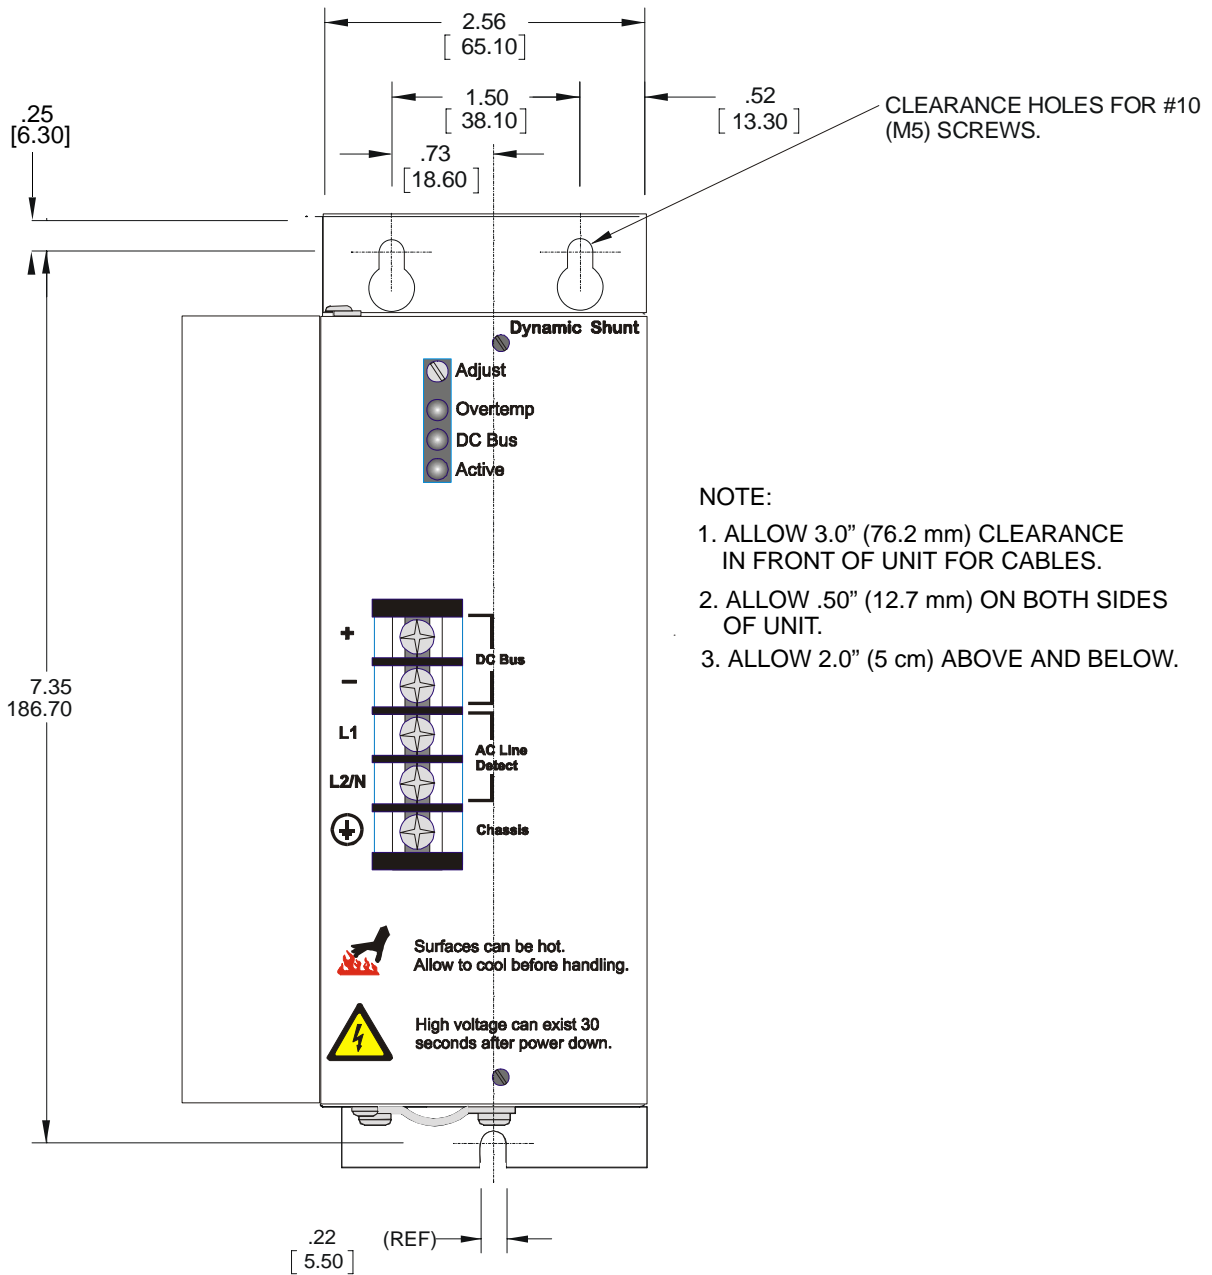 2.56
[ 65.10]
1.50
[ 38.10]
.52
[ 13.30 ]
CLEARANCE HOLES FOR #10
(M5) SCREWS.
.25
[6.30]
.73
[18.60 ]
Dynamic Shunt
Adjust
Overtemp
DC Bus
Active
NOTE:
1. ALLOW 3.0” (76.2 mm) CLEARANCE
IN FRONT OF UNIT FOR CABLES.
2. ALLOW .50” (12.7 mm) ON BOTH SIDES
OF UNIT.
3. ALLOW 2.0” (5 cm) ABOVE AND BELOW.
+
DC Bus
–
7.35
186.70
L1
AC Line
Detect
L2/N
Chassis
Surfaces can be hot.
Allow to cool before handling.
High voltage can exist 30
seconds after power down.
.22
[ 5.50 ]
(REF)